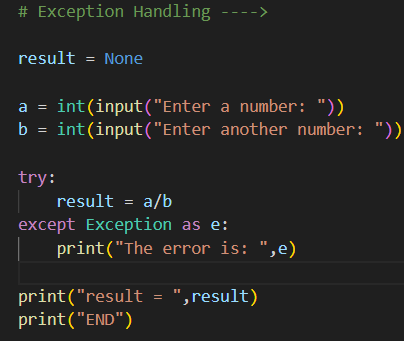 # Exception Handling ---->
result = None
a = int(input("Enter a number: "))
b = int(input("Enter another number: "))
try:
    result = a/b
except Exception as e:
    print("The error is: ",e)
print("result = ",result)
print("END")